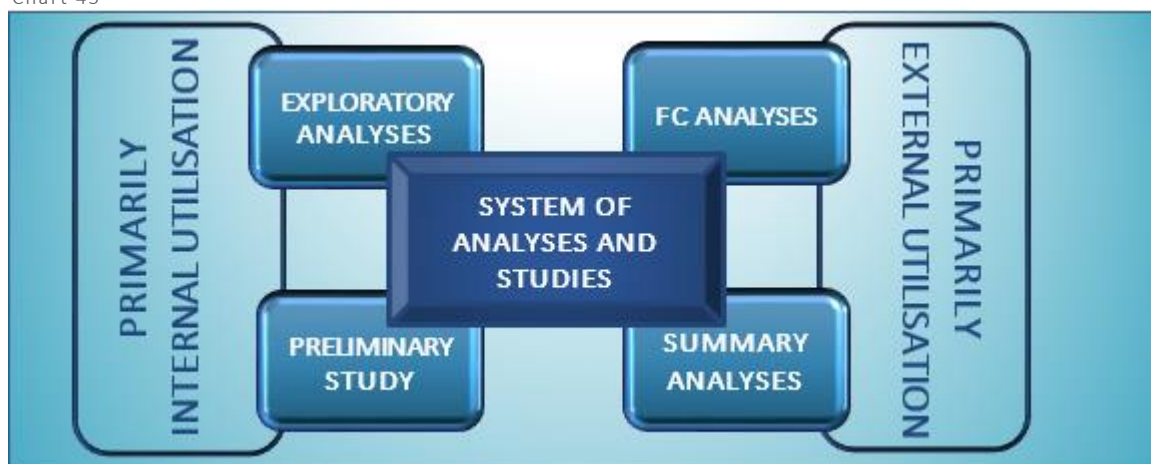 Chart 45
PRIMARILY
INTERNAL UTILISATION
EXPLORATORY
ANALYSES
PRELIMINARY
STUDY
SYSTEM OF
ANALYSES AND
STUDIES
FC ANALYSES
SUMMARY
ANALYSES
PRIMARILY
EXTERNAL UTILISATION